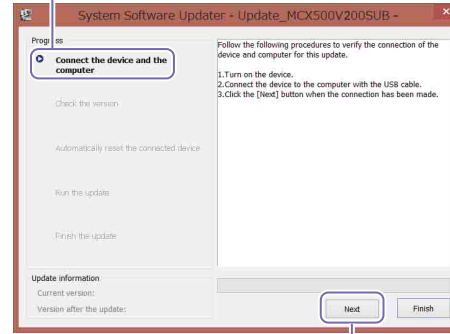 System Software Updater - Update_MCX500V200SUB -
Progress
Connect the device and the
computer
Check the version
Automatically reset the connected device
Run the update
Finish the update
Follow the following procedures to verify the connection of the
device and computer for this update.
1.Turn on the device.
2.Connect the device to the computer with the USB cable.
3.Click the [Next] button when the connection has been made.
Update information
Current version:
Version after the update:
Next
Finish